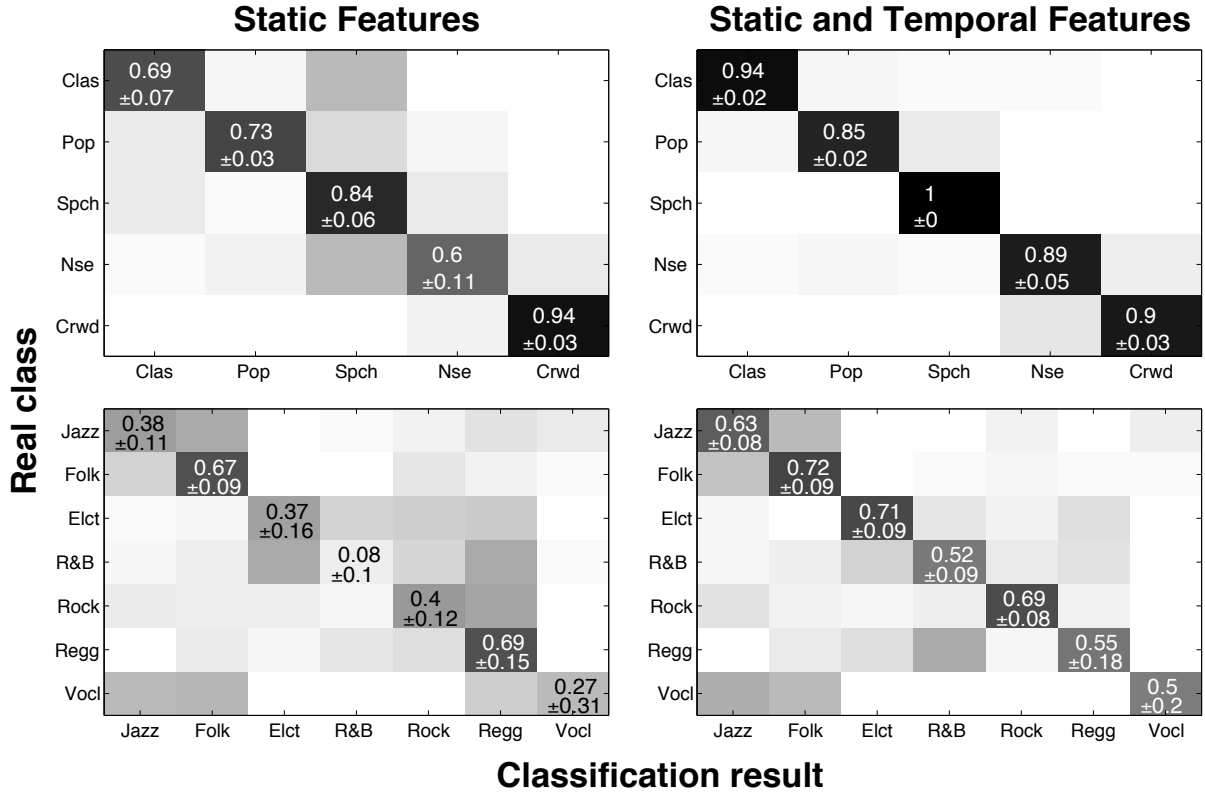 Static Features
Static and Temporal Features
Real class
Clas
0.69
±0.07
Pop
0.73
±0.03
Spch
0.84
±0.06
Nse
0.6
±0.11
Crwd
0.94
±0.03
Clas Pop Spch Nse Crwd
Clas
0.94
±0.02
Pop
0.85
±0.02
Spch
1
±0
Nse
0.89
±0.05
Crwd
0.9
±0.03
Clas Pop Spch Nse Crwd
Jazz
0.38
±0.11
Folk
0.67
±0.09
Elct
0.37
±0.16
R&B
0.08
±0.1
Rock
0.4
±0.12
Regg
0.69
±0.15
Vocl
0.27
±0.31
Jazz Folk Elct R&B Rock Regg Vocl
Jazz
0.63
±0.08
Folk
0.72
±0.09
Elct
0.71
±0.09
R&B
0.52
±0.09
Rock
0.69
±0.08
Regg
0.55
±0.18
Vocl
0.5
±0.2
Jazz Folk Elct R&B Rock Regg Vocl
Classification result